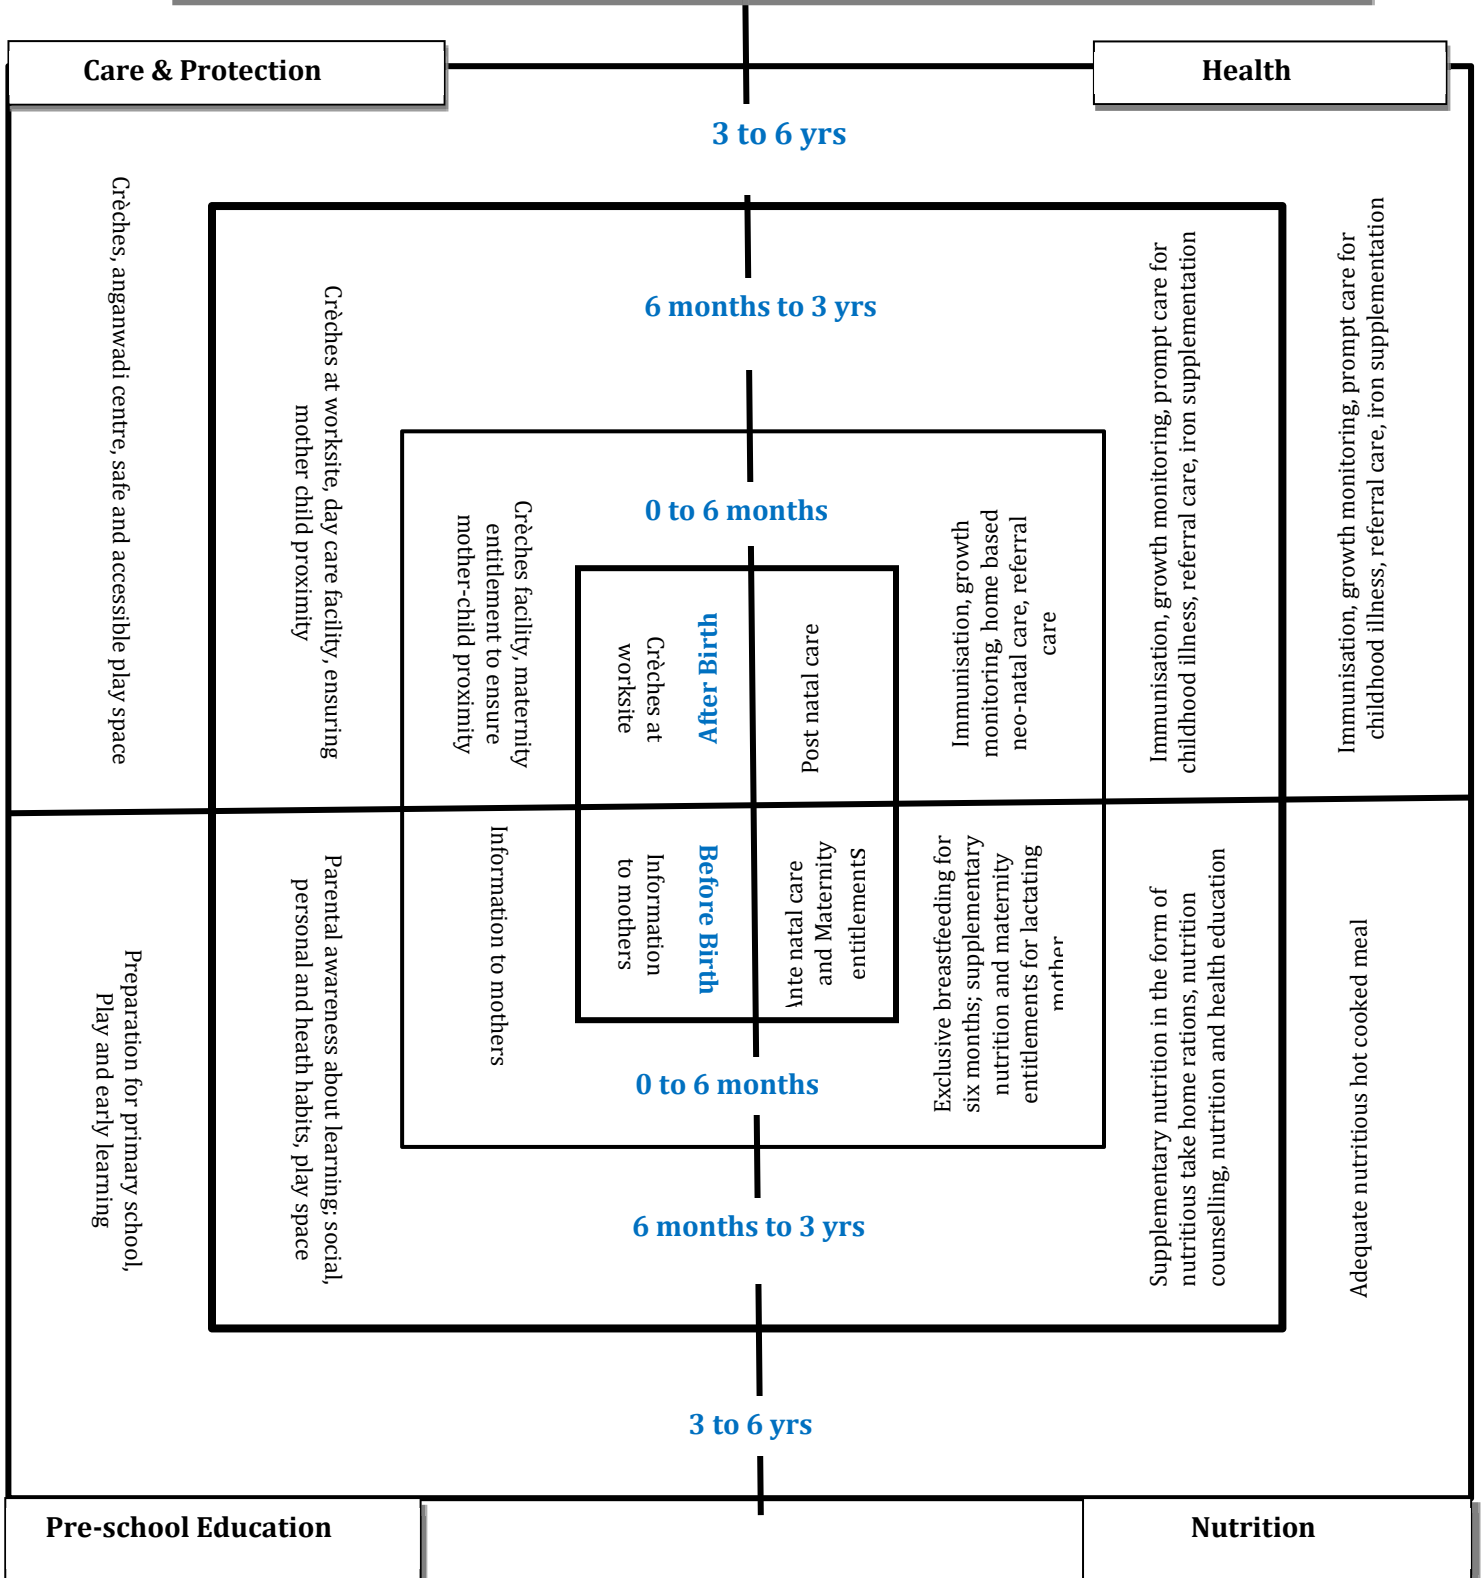 Care & Protection
Health
3 to 6 yrs
Crèches, anganwadi centre, safe and accessible play space
Crèches at worksite, day care facility, ensuring
mother child proximity
6 months to 3 yrs
Immunisation, growth monitoring, prompt care for
childhood illness, referral care, iron supplementation
Immunisation, growth monitoring, prompt care for
childhood illness, referral care, iron supplementation
Crèches facility, maternity
entitlement to ensure
mother-child proximity
0 to 6 months
Immunisation, growth
monitoring, home based
neo-natal care, referral
care
After Birth
Crèches at
worksite
Post natal care
Before Birth
Information
to mothers
Ante natal care
and Maternity
entitlements
Information to mothers
Exclusive breastfeeding for
six months; supplementary
nutrition and maternity
entitlements for lactating
mother
0 to 6 months
Parental awareness about learning; social,
personal and heath habits, play space
Supplementary nutrition in the form of
nutritious take home rations, nutrition
counselling, nutrition and health education
6 months to 3 yrs
Preparation for primary school,
Play and early learning
Adequate nutritious hot cooked meal
3 to 6 yrs
Pre-school Education
Nutrition